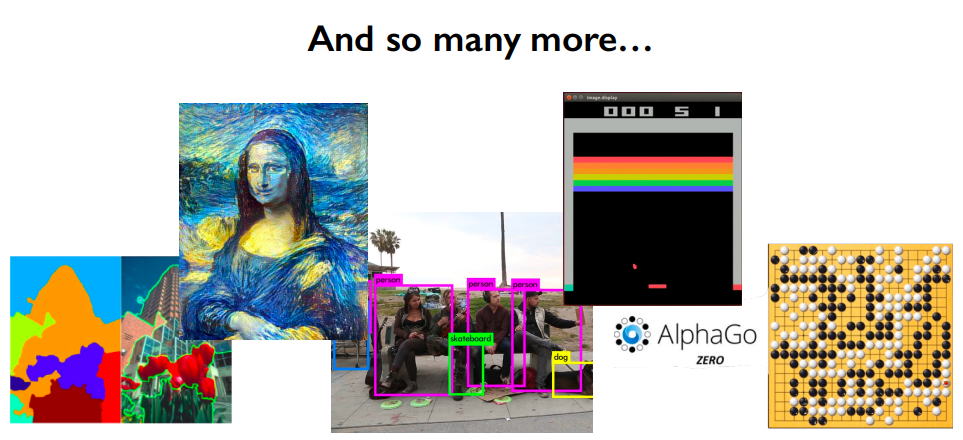 And so many more...
image.display
000 5 1
person
person
person
skateboard
dog
AlphaGo
ZERO